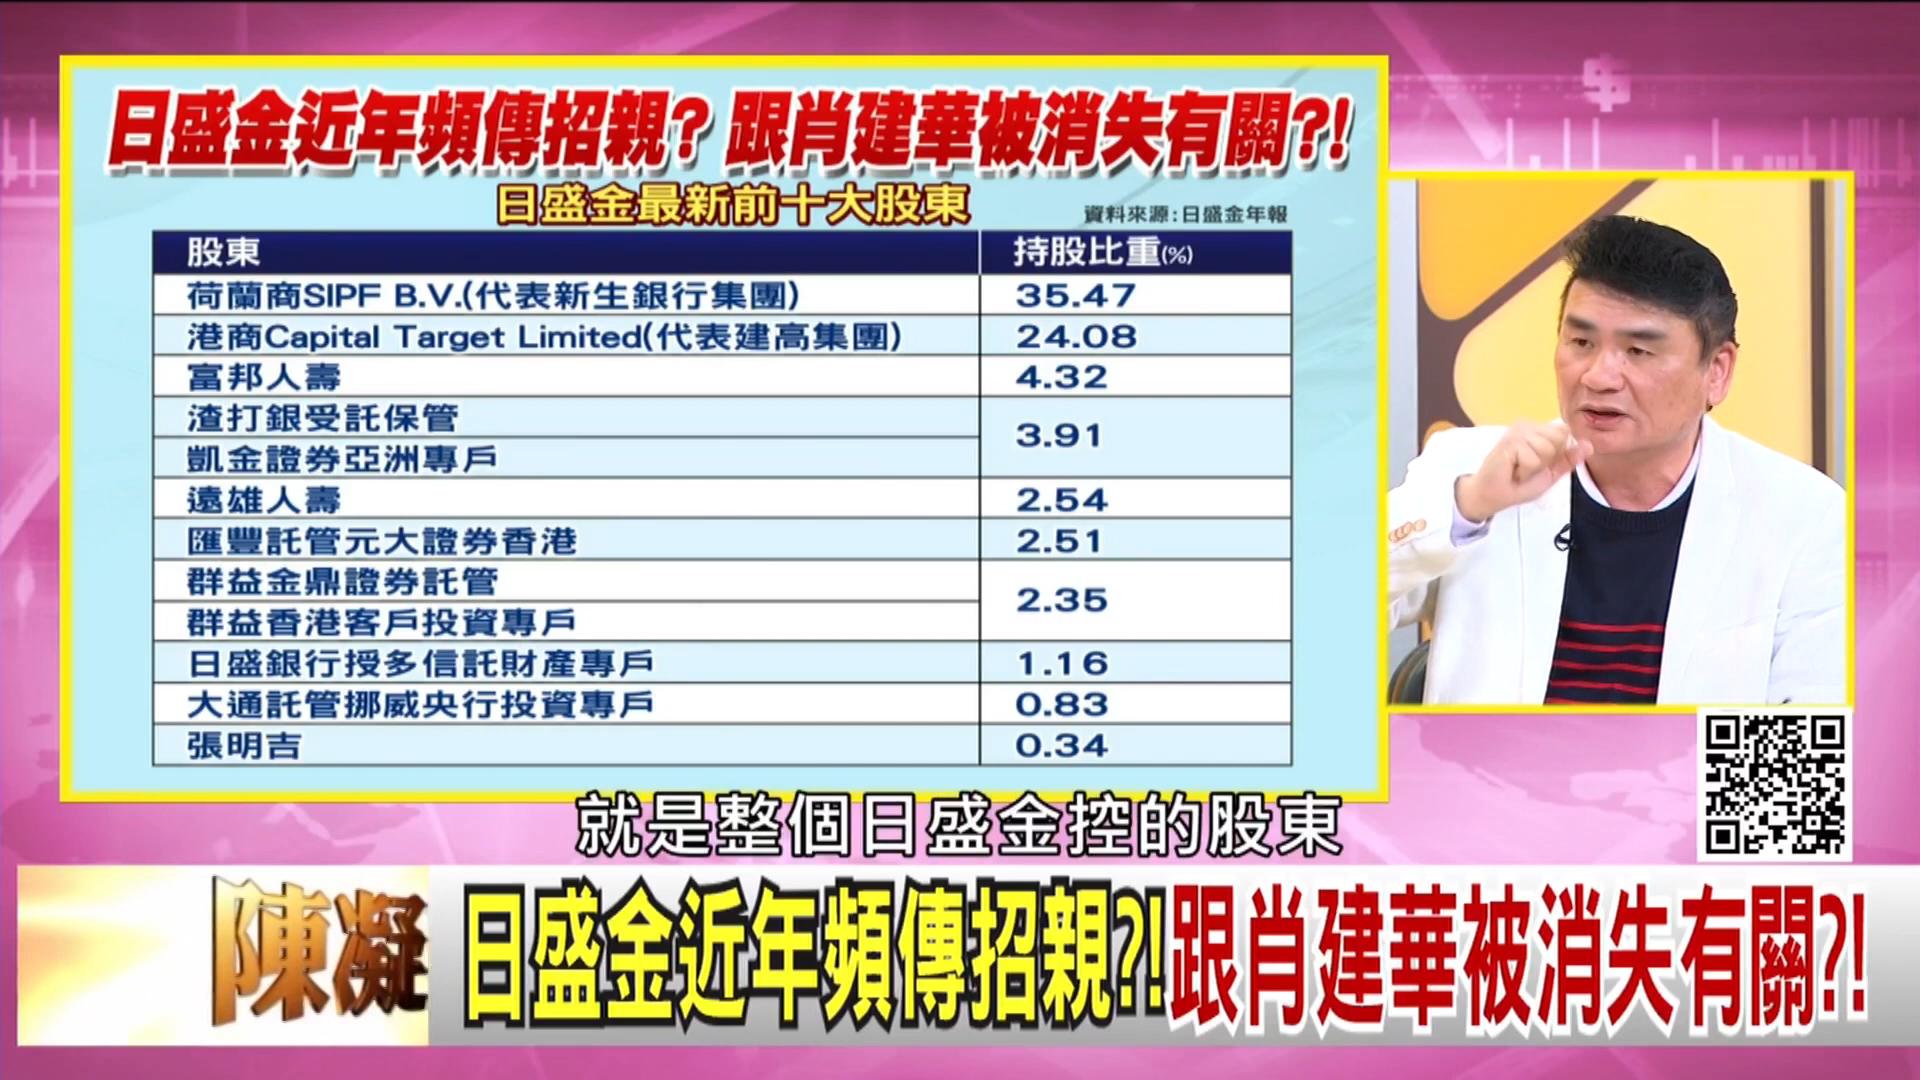 日盛金近年頻傳招親? 跟肖建華被消失有關?!
日盛金最新前十大股東
資料來源:日盛金年報
股東 持股比重(%)
荷蘭商SIPF B.V.(代表新生銀行集團) 35.47
港商Capital Target Limited(代表建高集團) 24.08
富邦人壽 4.32
渣打銀受託保管
凱金證券亞洲專戶 3.91
遠雄人壽 2.54
匯豐託管元大證券香港 2.51
群益金鼎證券託管
群益香港客戶投資專戶 2.35
日盛銀行授多信託財產專戶 1.16
大通託管挪威央行投資專戶 0.83
張明吉 0.34
就是整個日盛金控的股東
陳凝
日盛金近年頻傳招親?!跟肖建華被消失有關?!